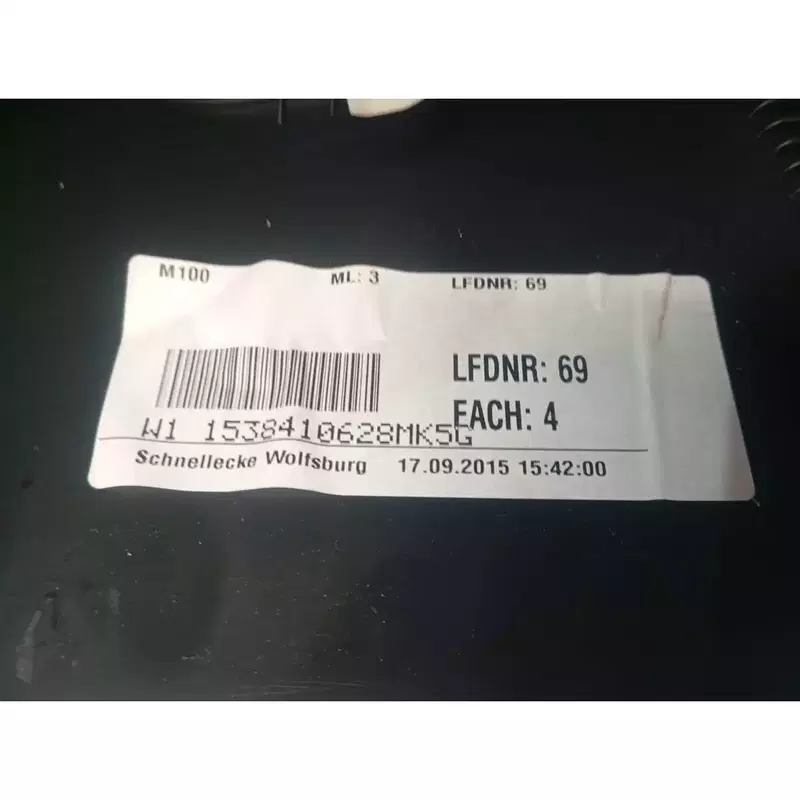 M100 ML: 3 LFDNR: 69
LFDNR: 69
EACH: 4
W1 1538410628MK5G
Schnellecke Wolfsburg 17.09.2015 15:42:00